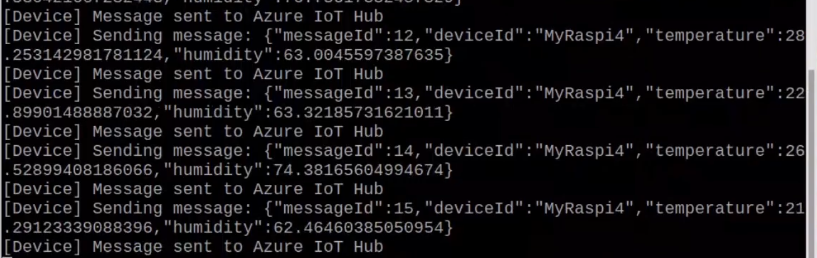 [Device] Message sent to Azure IoT Hub
[Device] Sending message: {"messageId":12,"deviceId":"MyRaspi4","temperature":28
.253142981781124,"humidity":63.0045597387635}
[Device] Message sent to Azure IoT Hub
[Device] Sending message: {"messageId":13,"deviceId":"MyRaspi4","temperature":22
.89901488887032,"humidity":63.32185731621011}
[Device] Message sent to Azure IoT Hub
[Device] Sending message: {"messageId":14,"deviceId":"MyRaspi4","temperature":26
.52899408186066,"humidity":74.38165604994674}
[Device] Message sent to Azure IoT Hub
[Device] Sending message: {"messageId":15,"deviceId":"MyRaspi4","temperature":21
.29123339088396,"humidity":62.46460385050954}
[Device] Message sent to Azure IoT Hub